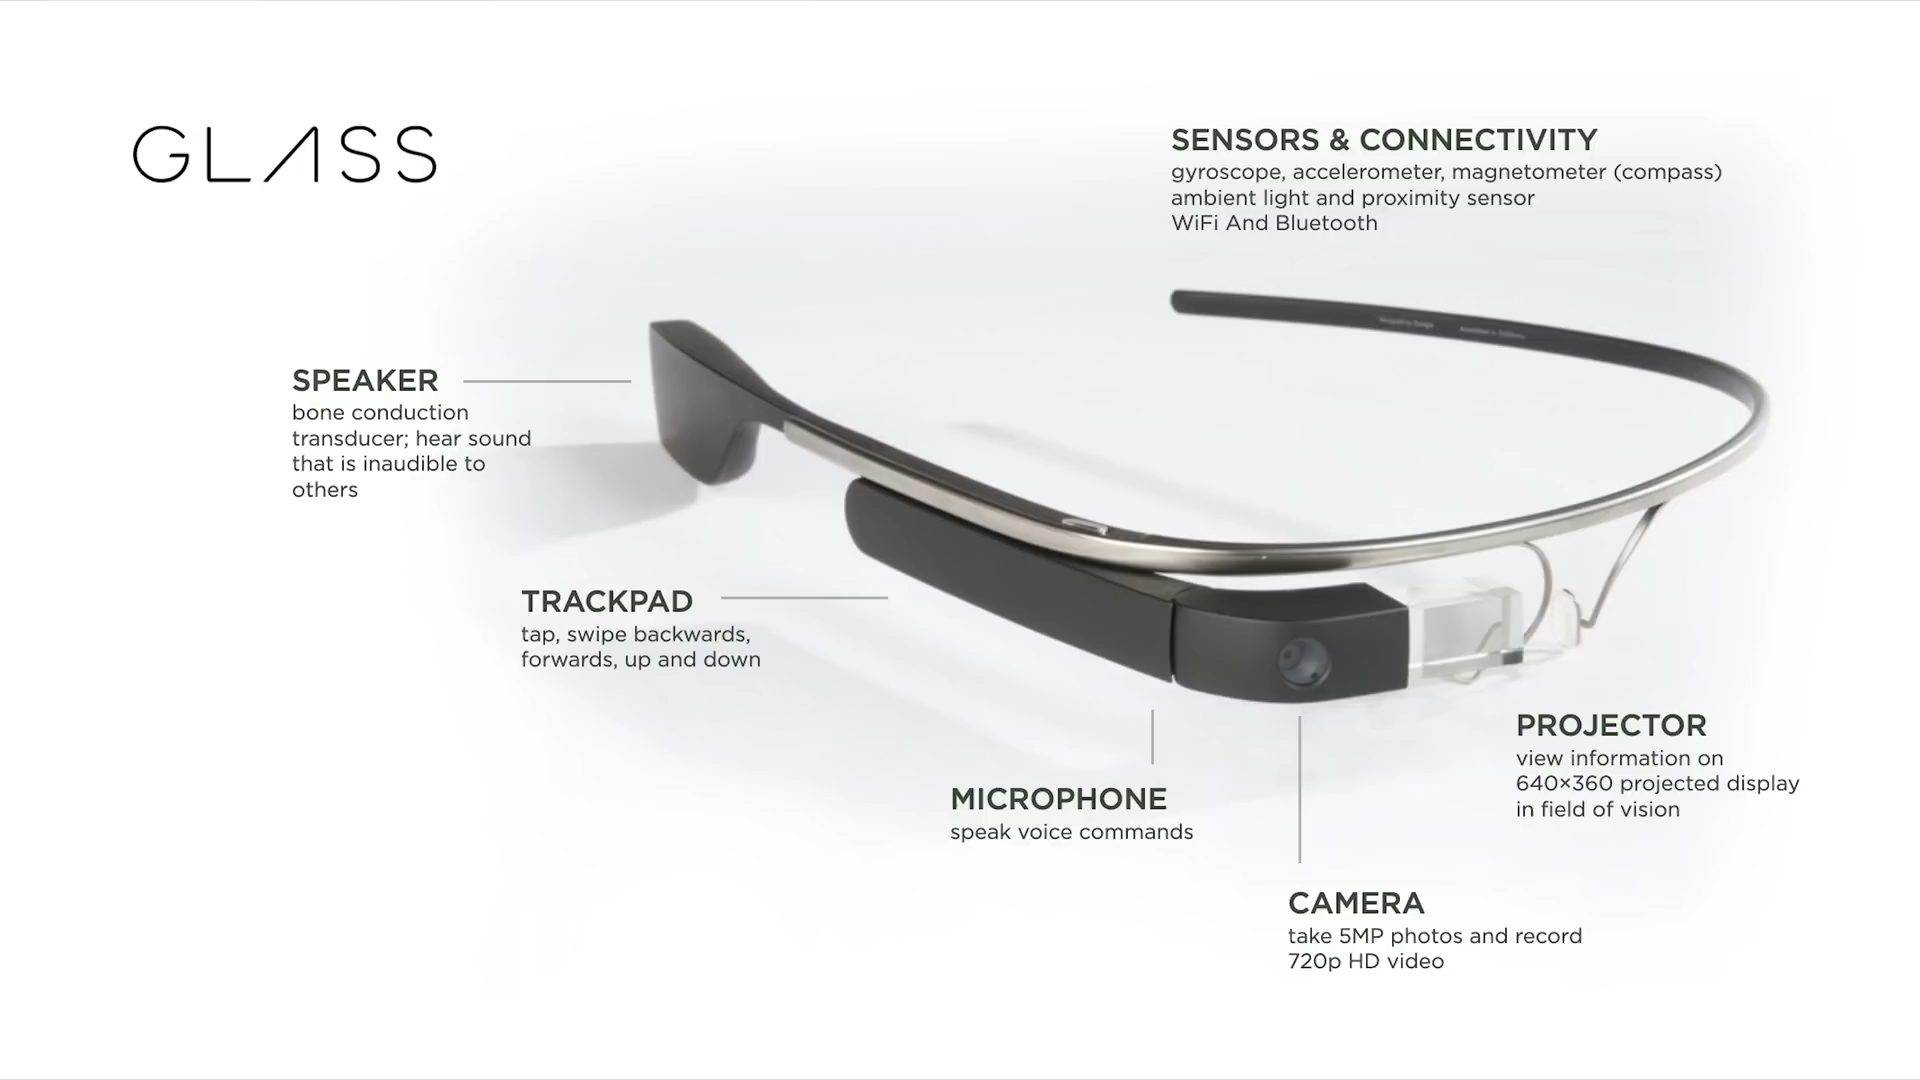 GLASS
SENSORS & CONNECTIVITY
gyroscope, accelerometer, magnetometer (compass)
ambient light and proximity sensor
WiFi And Bluetooth
SPEAKER
bone conduction
transducer; hear sound
that is inaudible to
others
TRACKPAD
tap, swipe backwards,
forwards, up and down
MICROPHONE
speak voice commands
PROJECTOR
view information on
640×360 projected display
in field of vision
CAMERA
take 5MP photos and record
720p HD video